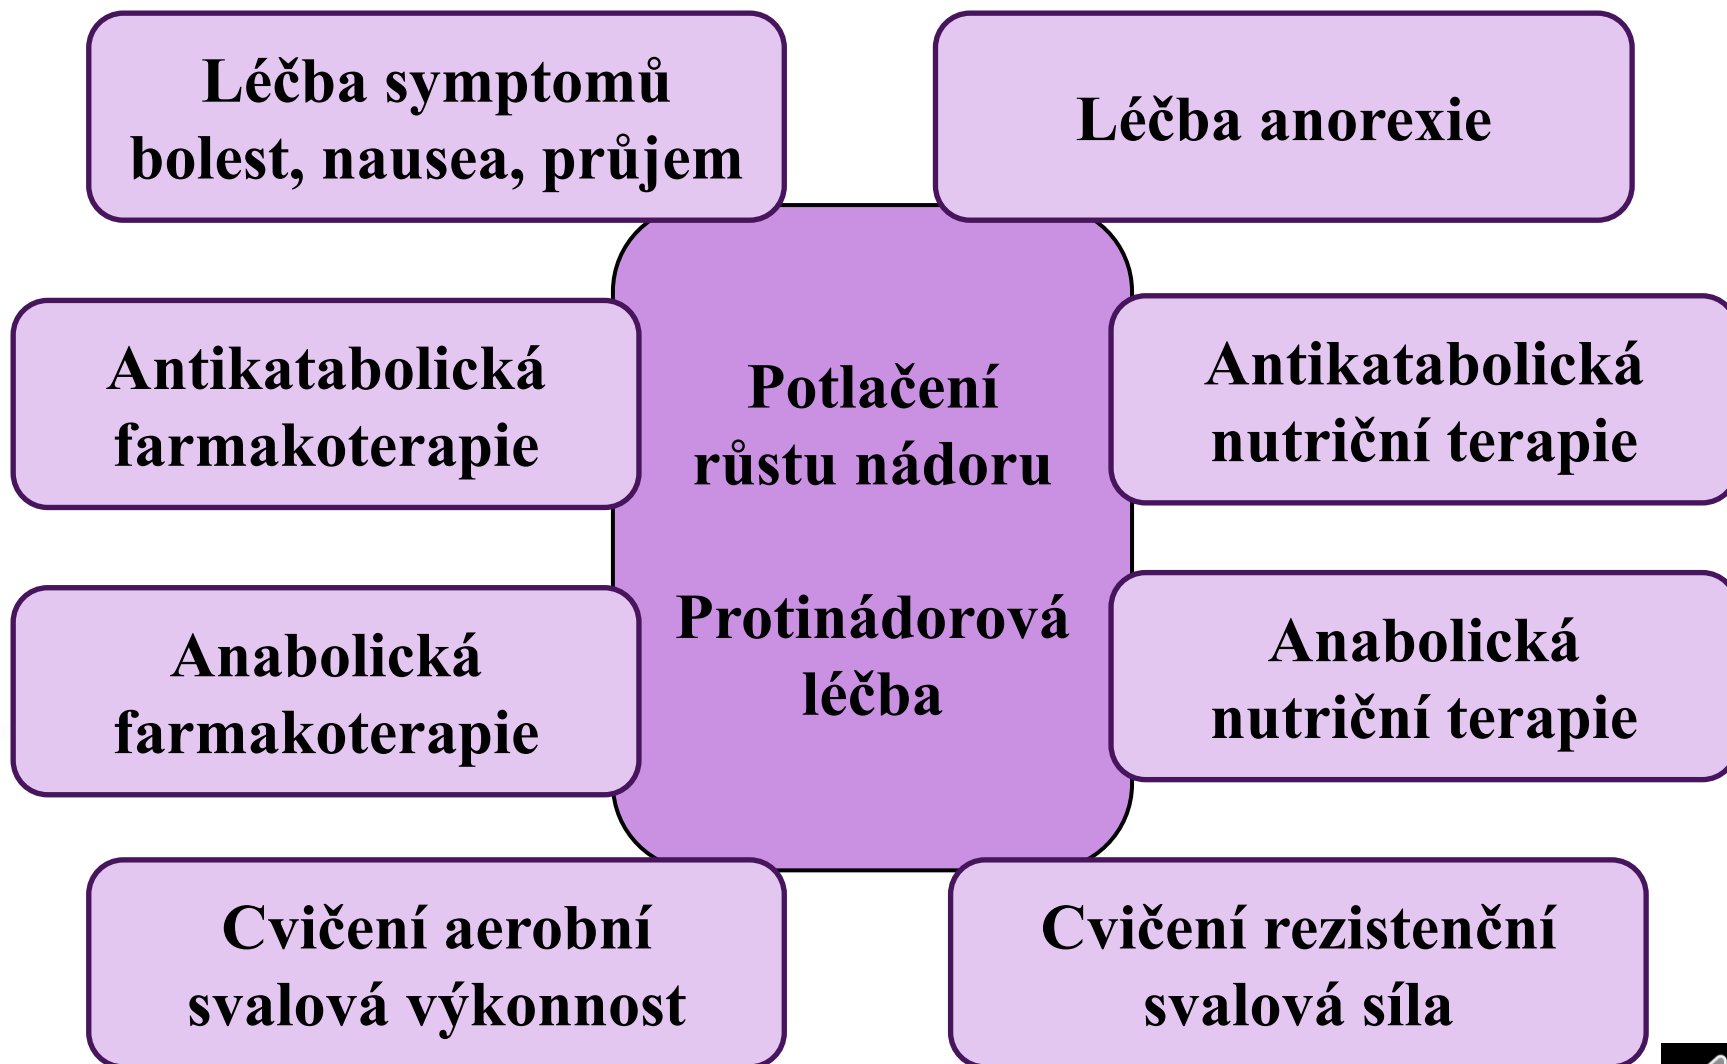 Léčba symptomů
bolest, nausea, průjem
Léčba anorexie
Antikatabolická
farmakoterapie
Potlačení
růstu nádoru
Protinádorová
léčba
Antikatabolická
nutriční terapie
Anabolická
farmakoterapie
Anabolická
nutriční terapie
Cvičení aerobní
svalová výkonnost
Cvičení rezistenční
svalová síla